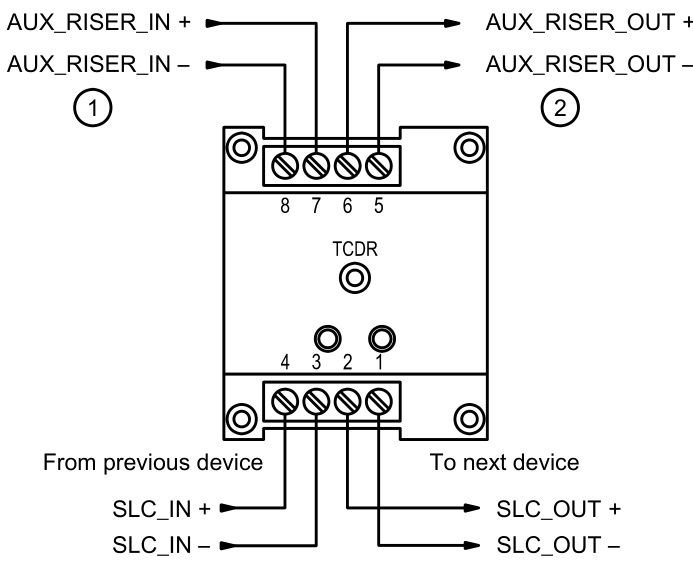 AUX_RISER_IN +
AUX_RISER_OUT +
AUX_RISER_IN –
AUX_RISER_OUT –
1
2
8 7 6 5
TCDR
4 3 2 1
From previous device
To next device
SLC_IN +
SLC_OUT +
SLC_IN –
SLC_OUT –